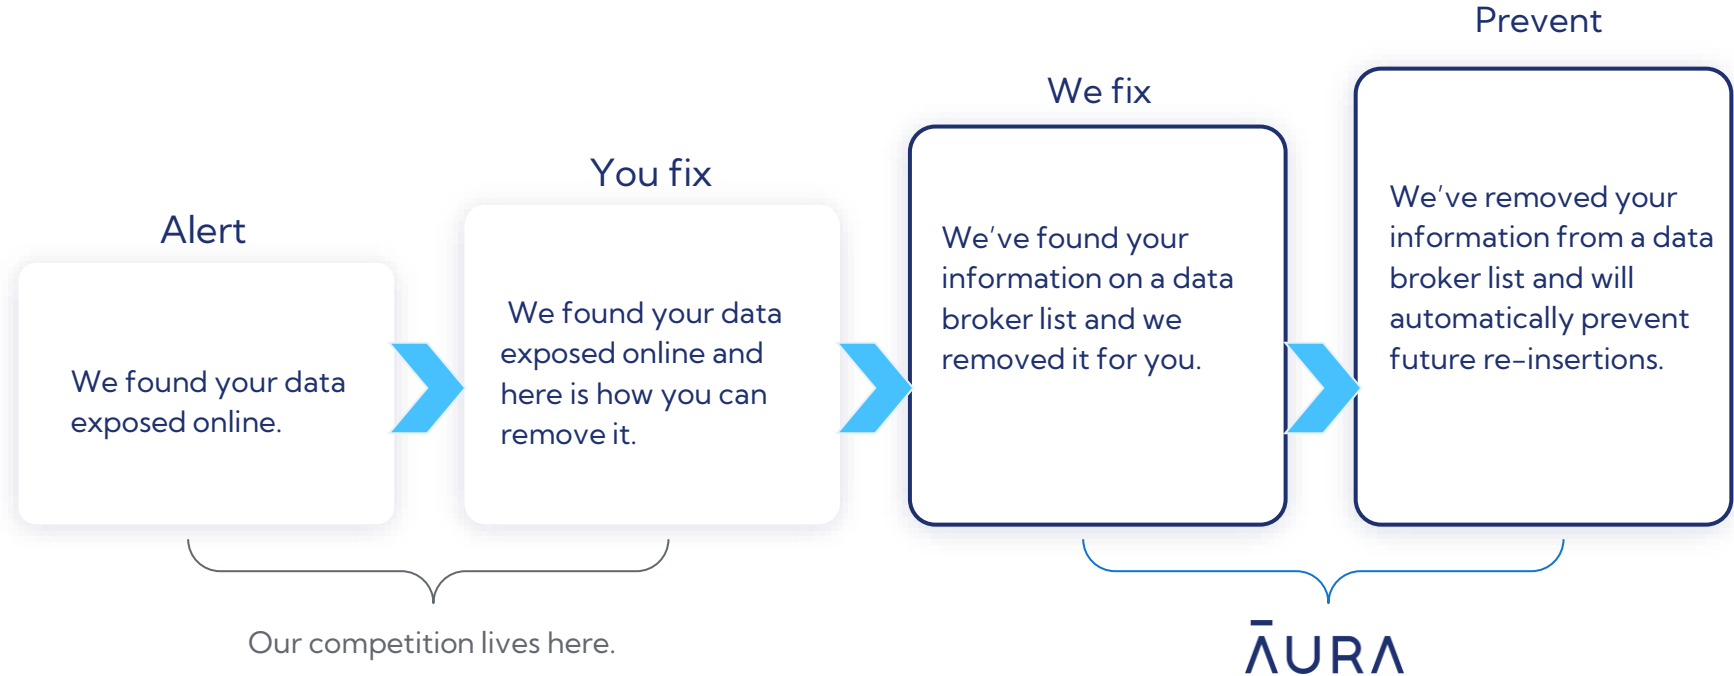 Alert
We found your data
exposed online.
You fix
We found your data
exposed online and
here is how you can
remove it.
We fix
We’ve found your
information on a data
broker list and we
removed it for you.
Prevent
We’ve removed your
information from a data
broker list and will
automatically prevent
future re-insertions.
Our competition lives here.
ĀURA